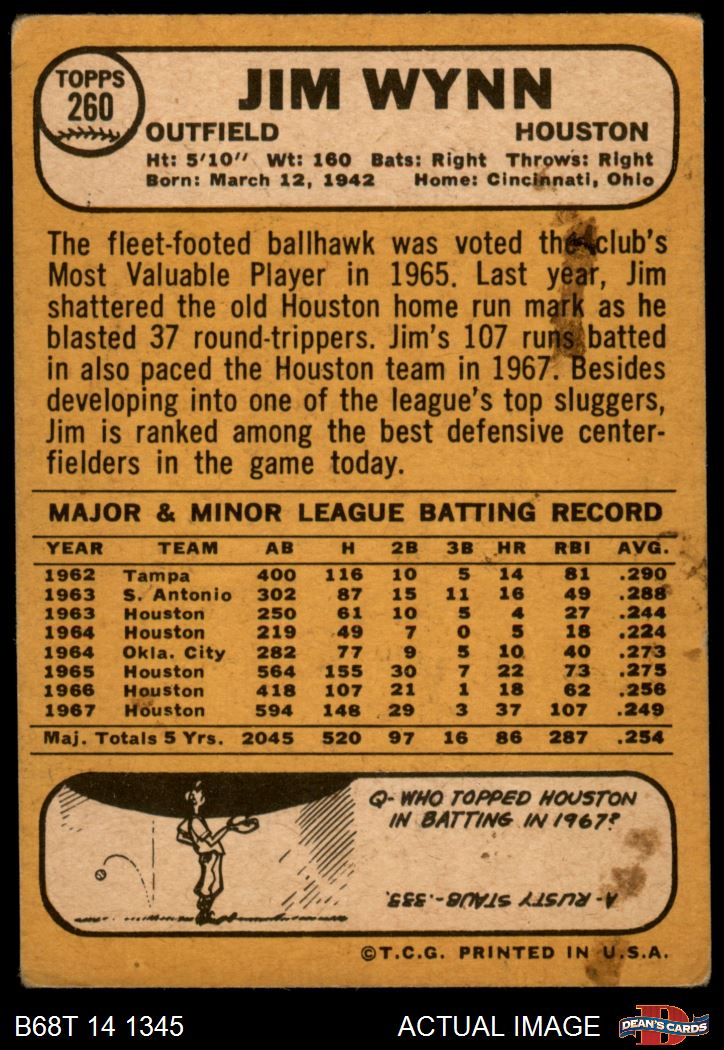 TOPPS
260
JIM WYNN
OUTFIELD HOUSTON
Ht: 5'10" Wt: 160 Bats: Right Throws: Right
Born: March 12, 1942 Home: Cincinnati, Ohio
The fleet-footed ballhawk was voted the club's
Most Valuable Player in 1965. Last year, Jim
shattered the old Houston home run mark as he
blasted 37 round-trippers. Jim's 107 runs batted
in also paced the Houston team in 1967. Besides
developing into one of the league's top sluggers,
Jim is ranked among the best defensive center-
fielders in the game today.
MAJOR & MINOR LEAGUE BATTING RECORD
YEAR TEAM AB H 2B 3B HR RBI AVG.
1962 Tampa 400 116 10 5 14 81 .290
1963 S. Antonio 302 87 15 11 16 49 .288
1963 Houston 250 61 10 5 4 27 .244
1964 Houston 219 49 7 0 5 18 .224
1964 Okla. City 282 77 9 5 10 40 .273
1965 Houston 564 155 30 7 22 73 .275
1966 Houston 418 107 21 1 18 62 .256
1967 Houston 594 148 29 3 37 107 .249
Maj. Totals 5 Yrs. 2045 520 97 16 86 287 .254
Q- WHO TOPPED HOUSTON
IN BATTING IN 1967?
A- RUSTY STAUB-.333.
©T.C.G. PRINTED IN U.S.A.
B68T 14 1345 ACTUAL IMAGE
D
DEAN'S CARDS